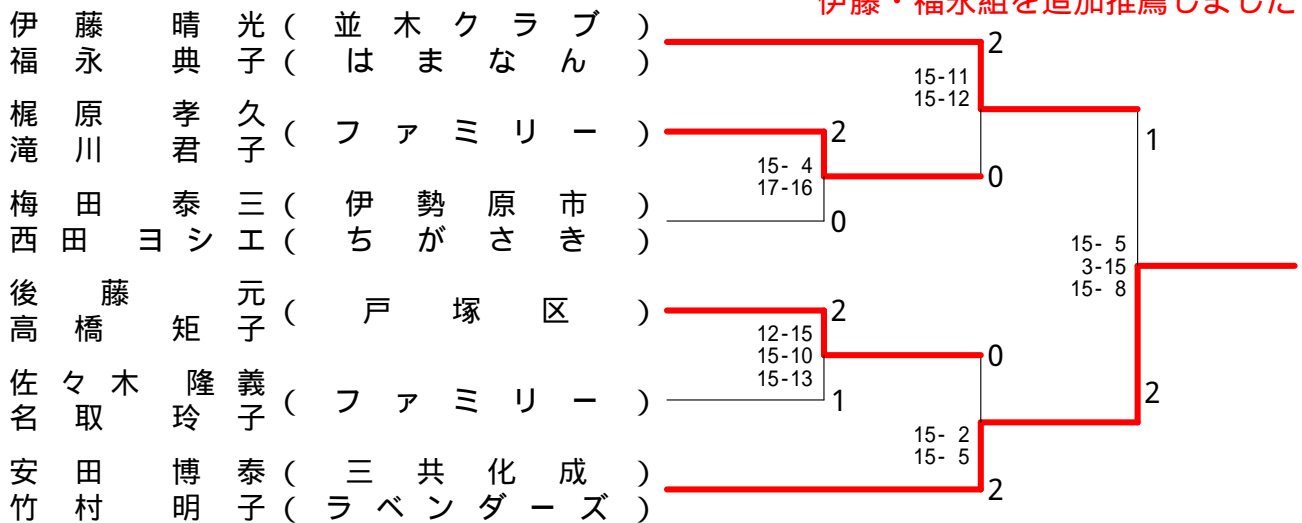 伊藤・福永組を追加推薦しました
伊藤 晴光 ( 並木クラブ )
福永 典子 ( はまなん )
2
15-11
15-12
梶原 孝久
滝川 君子
( ファミリー )
2
1
15- 4
17-16
0
梅田 泰三 ( 伊勢原市 )
西田 ヨシエ ( ちがさき )
0
15- 5
3-15
15- 8
後藤 元
高橋 矩子
( 戸塚区 )
2
12-15
15-10
15-13
0
佐々木 隆義
名取 玲子
( ファミリー )
1
2
15- 2
15- 5
安田 博泰 ( 三共化成 )
竹村 明子 ( ラベンダーズ )
2